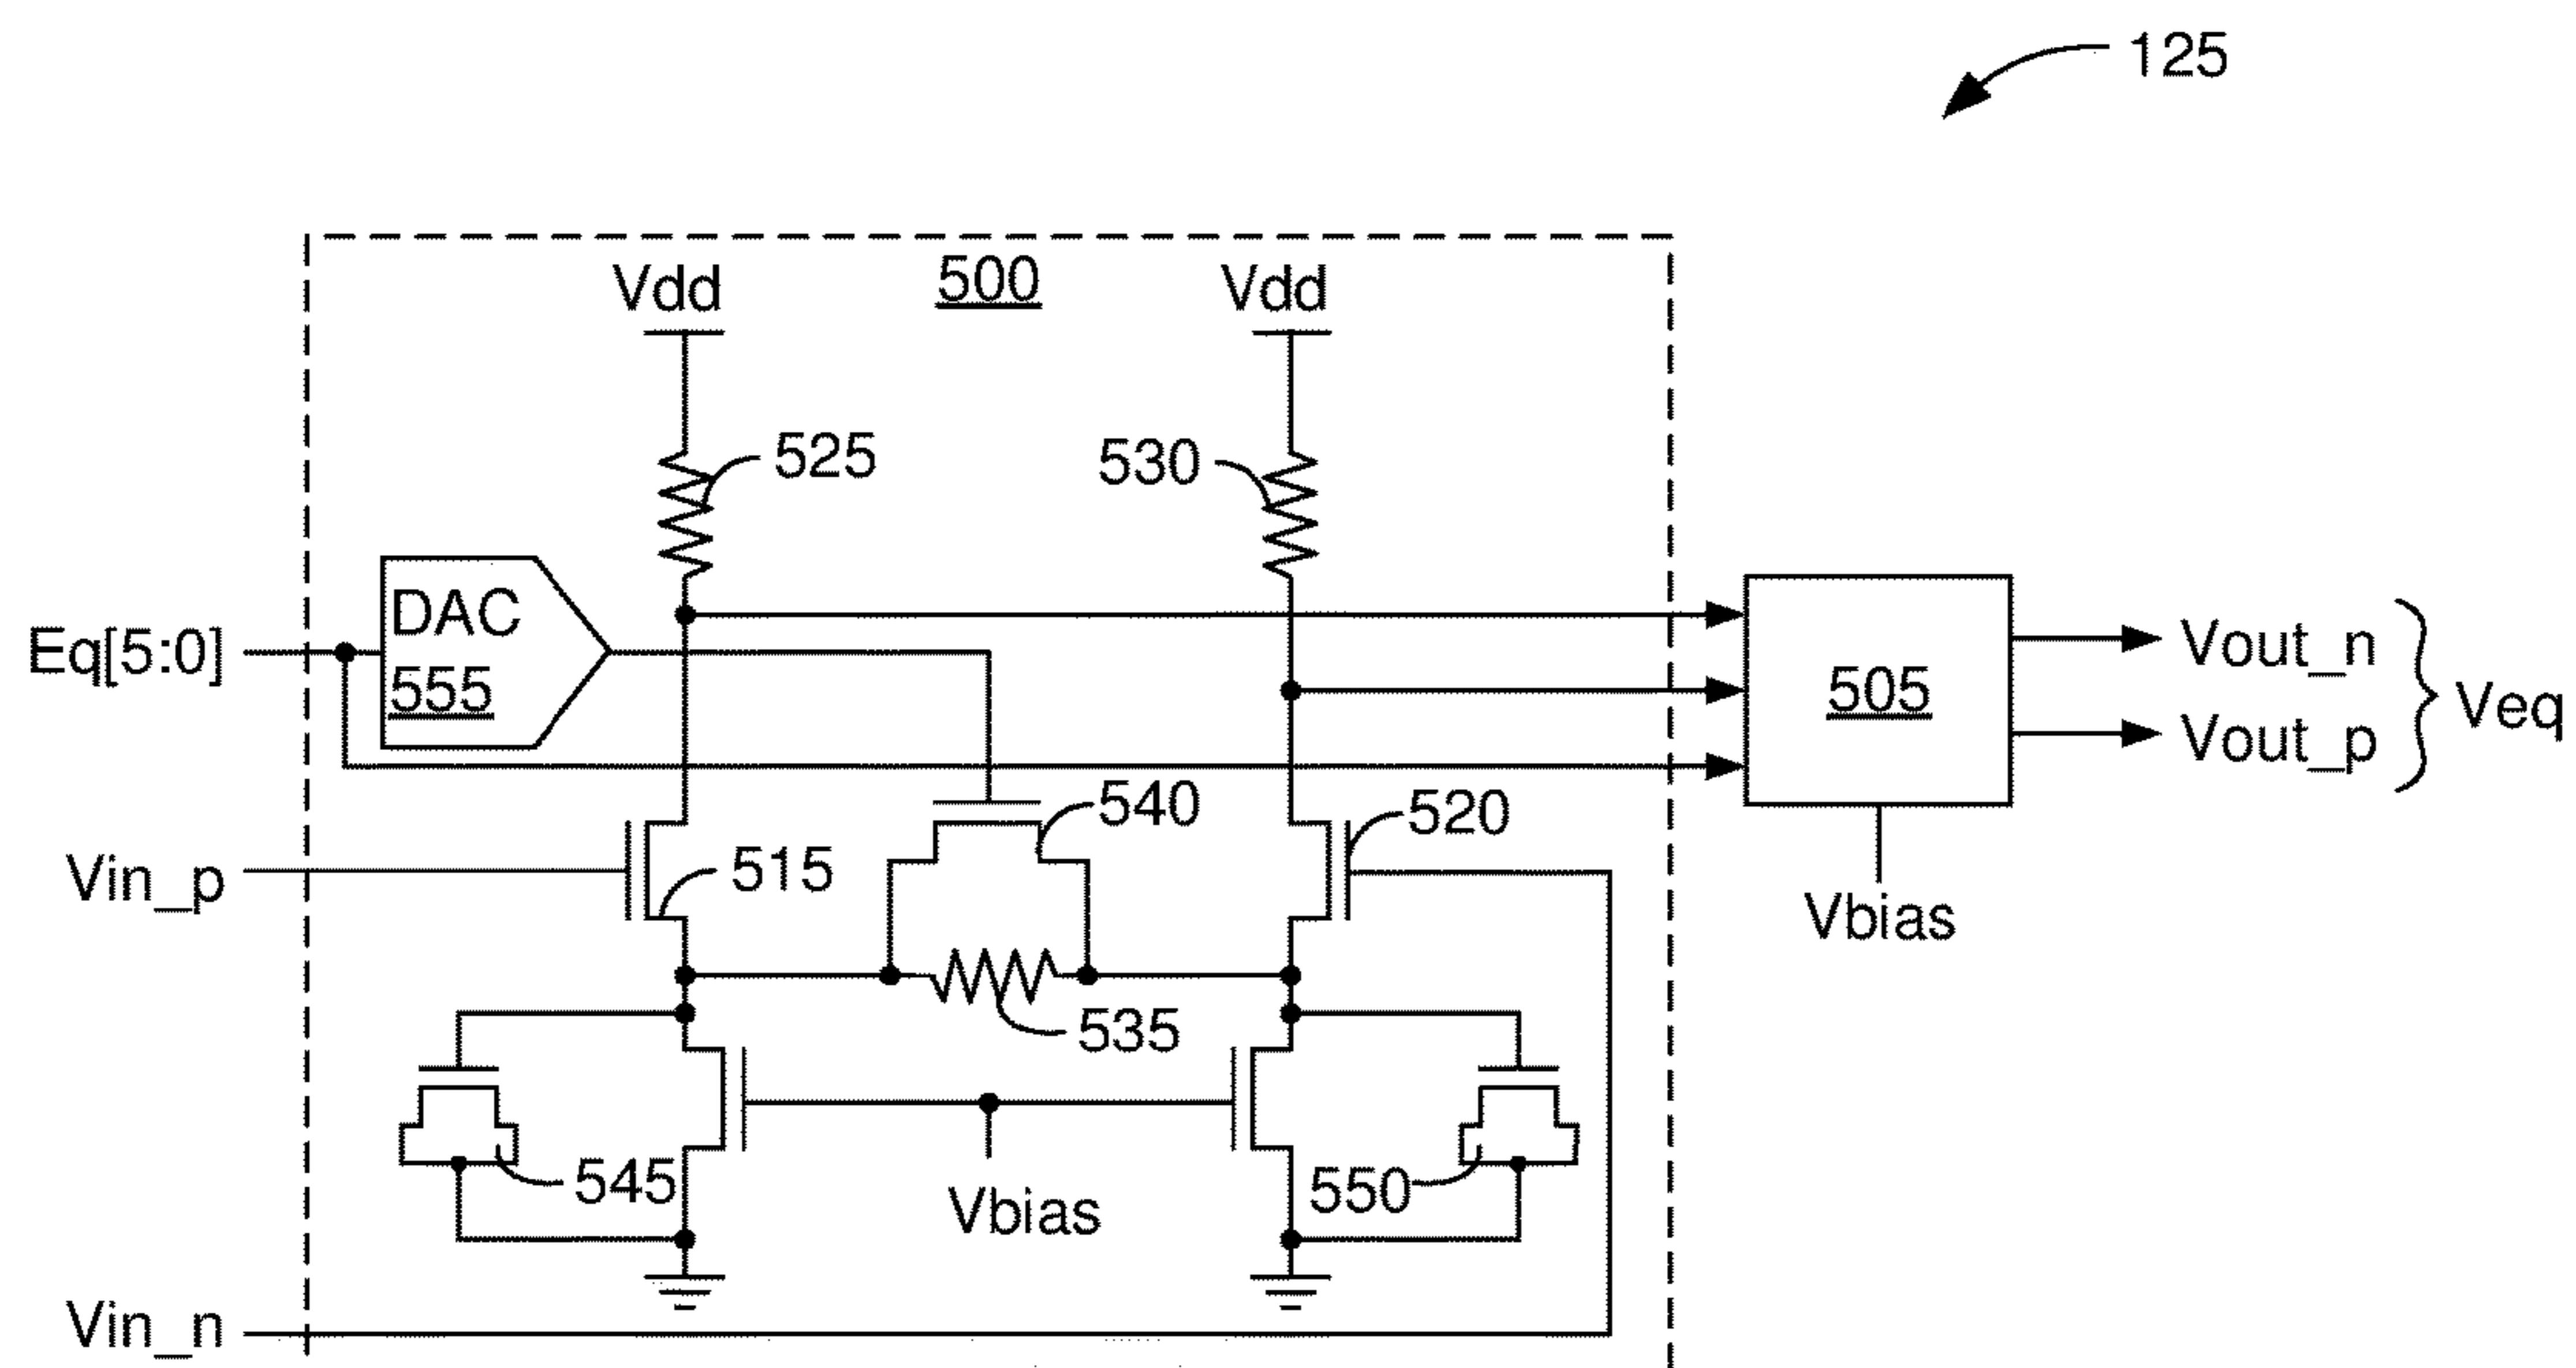 125
500
Vdd
Vdd
525
530
DAC
555
Eq[5:0]
505
Vout_n
Vout_p
Veq
Vbias
540
520
515
Vin_p
535
545
550
Vbias
Vin_n